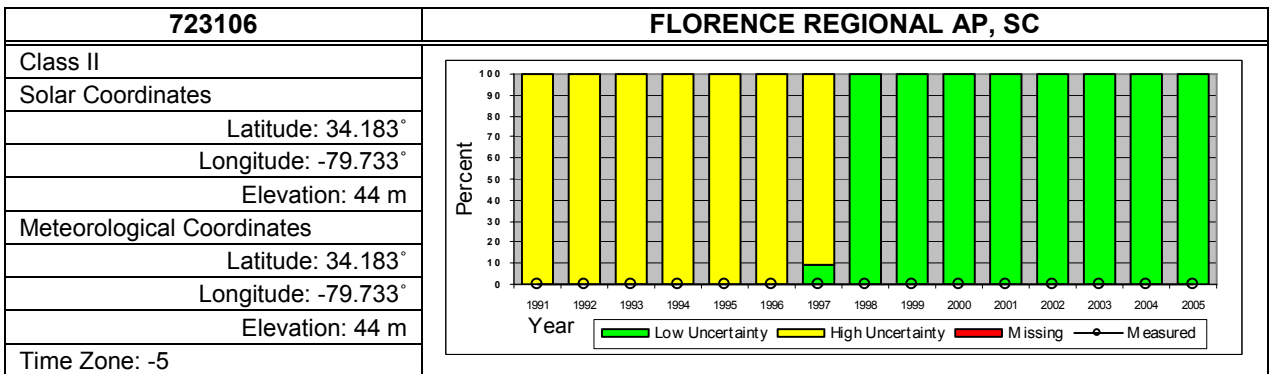 723106
FLORENCE REGIONAL AP, SC
Class II
Solar Coordinates
Latitude: 34.183˚
Longitude: -79.733˚
Elevation: 44 m
Meteorological Coordinates
Latitude: 34.183˚
Longitude: -79.733˚
Elevation: 44 m
Time Zone: -5
Percent
100
90
80
70
60
50
40
30
20
10
0
1991 1992 1993 1994 1995 1996 1997 1998 1999 2000 2001 2002 2003 2004 2005
Year
Low Uncertainty High Uncertainty Missing Measured